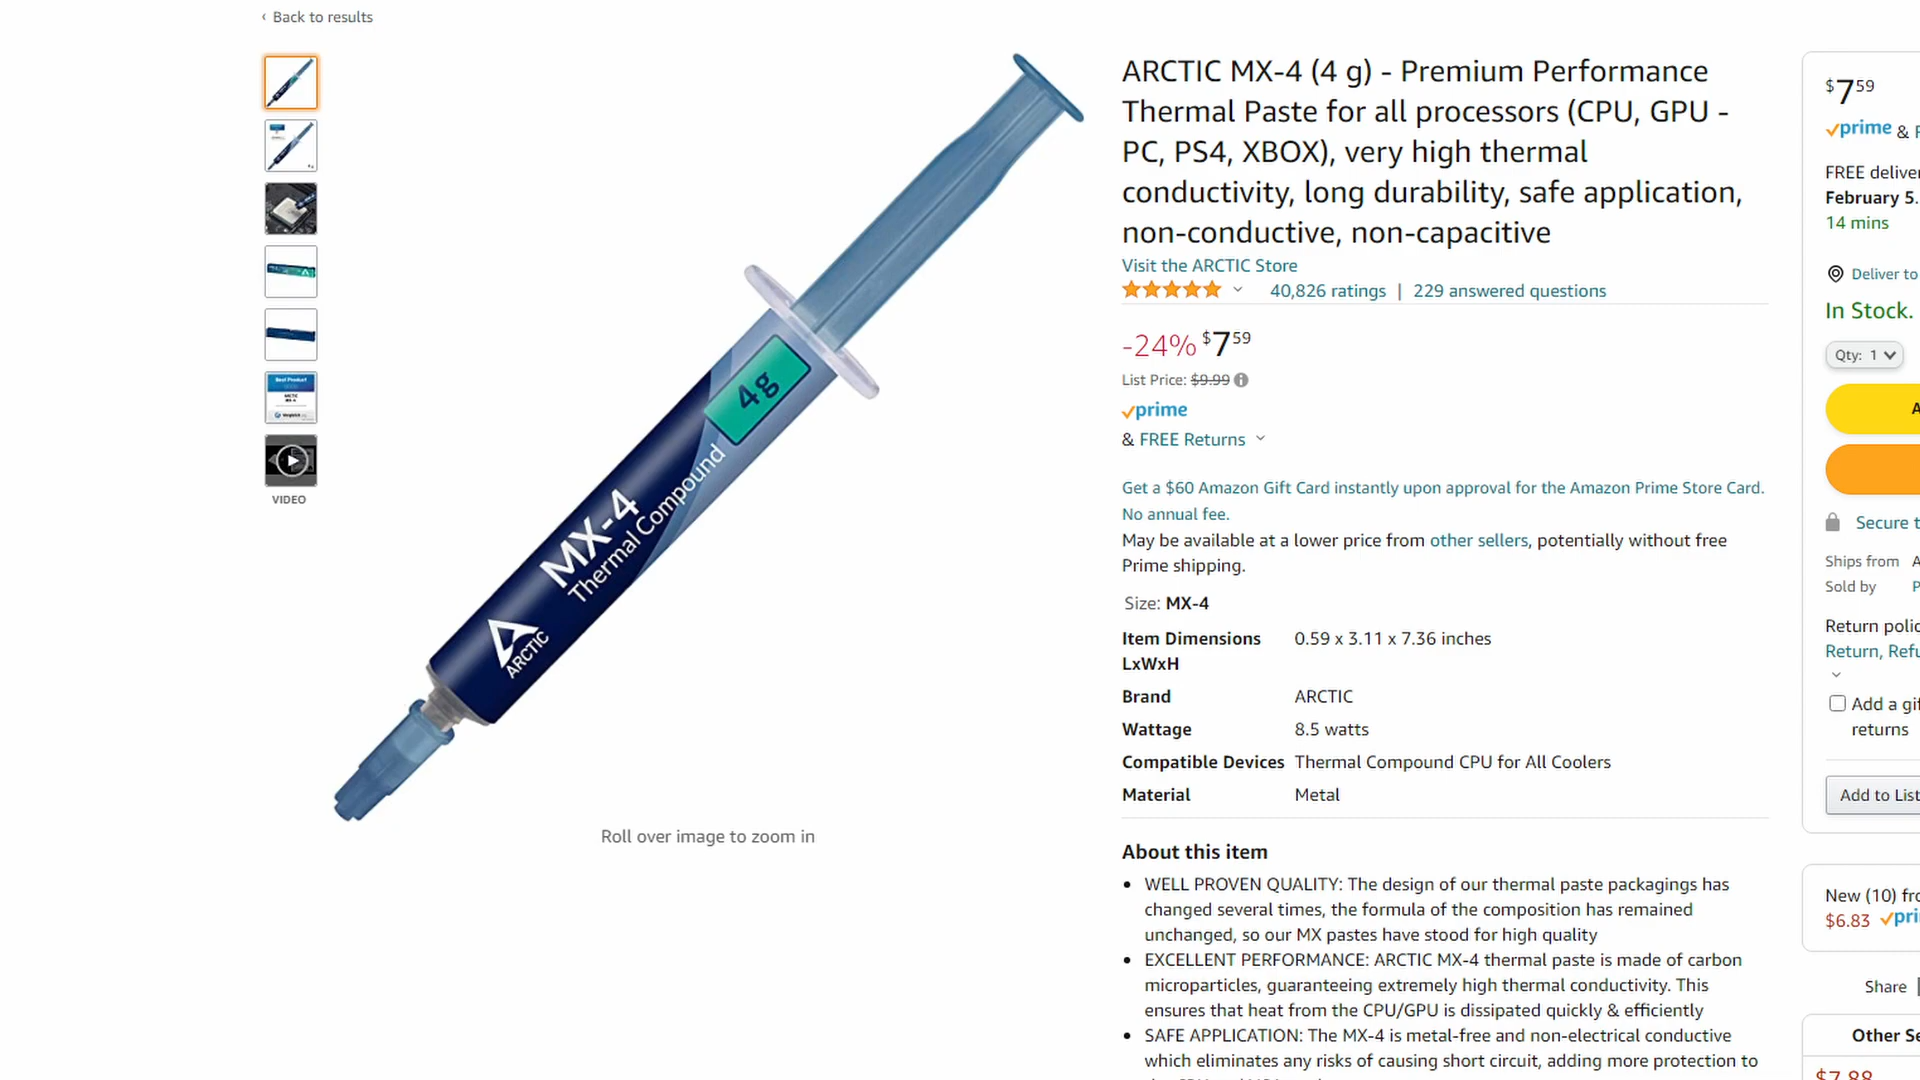 ‹ Back to results
VIDEO
4g
MX-4
Thermal Compound
ARCTIC
Roll over image to zoom in
ARCTIC MX-4 (4 g) - Premium Performance
Thermal Paste for all processors (CPU, GPU -
PC, PS4, XBOX), very high thermal
conductivity, long durability, safe application,
non-conductive, non-capacitive
Visit the ARCTIC Store
40,826 ratings | 229 answered questions
-24% $7 59
List Price: $9.99
prime
& FREE Returns
Get a $60 Amazon Gift Card instantly upon approval for the Amazon Prime Store Card.
No annual fee.
May be available at a lower price from other sellers, potentially without free
Prime shipping.
Size: MX-4
Item Dimensions 0.59 x 3.11 x 7.36 inches
LxWxH
Brand ARCTIC
Wattage 8.5 watts
Compatible Devices Thermal Compound CPU for All Coolers
Material Metal
About this item
• WELL PROVEN QUALITY: The design of our thermal paste packagings has
changed several times, the formula of the composition has remained
unchanged, so our MX pastes have stood for high quality
• EXCELLENT PERFORMANCE: ARCTIC MX-4 thermal paste is made of carbon
microparticles, guaranteeing extremely high thermal conductivity. This
ensures that heat from the CPU/GPU is dissipated quickly & efficiently
• SAFE APPLICATION: The MX-4 is metal-free and non-electrical conductive
which eliminates any risks of causing short circuit, adding more protection to
$7 59
prime &
FREE
February 5.
14 mins
Deliver to
In Stock.
Qty: 1
Secure
Ships from
Sold by
Return
Return,
Add a
returns
Add to List
New (10)
$6.83
Share
Other
$7.88